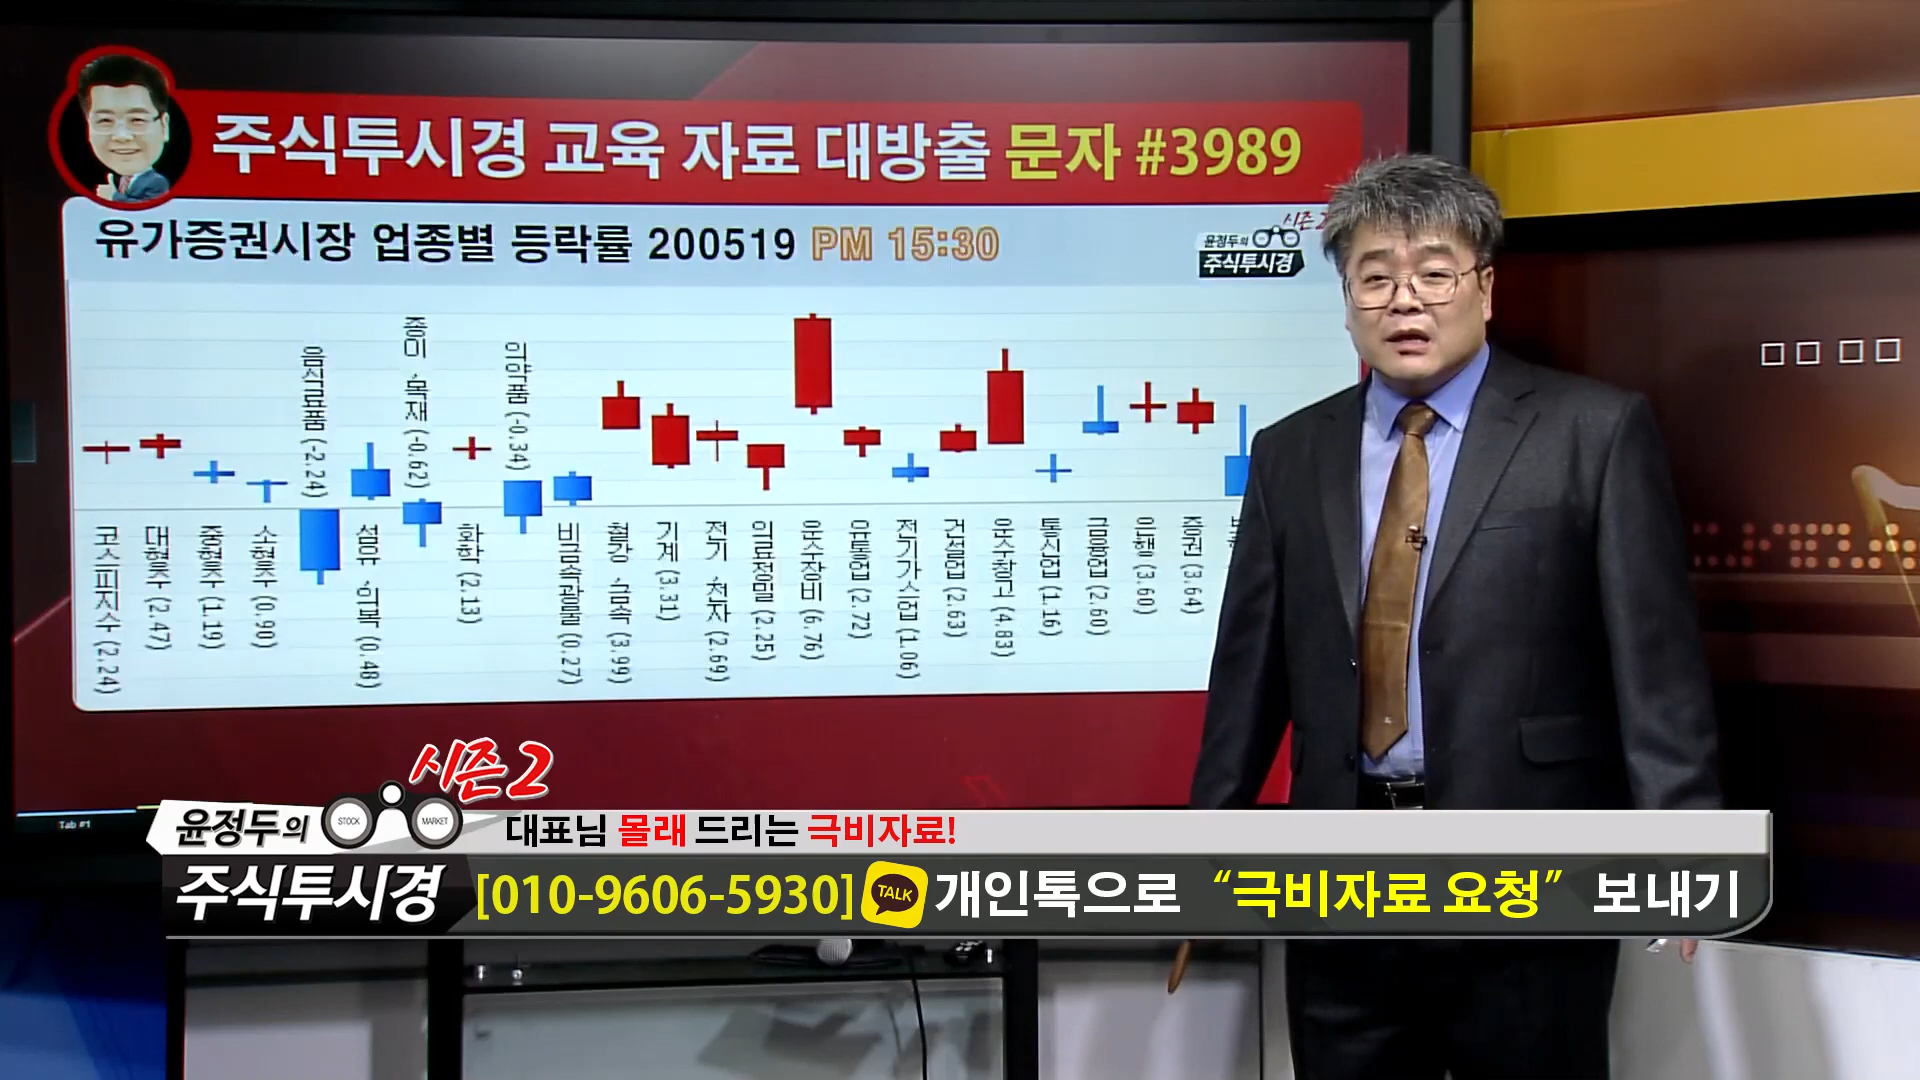 주식투시경 교육 자료 대방출 문자 #3989
유가증권시장 업종별 등락률 200519 PM 15:30
시즌2
윤정두의
주식투시경
코스피지수 (2.24)
대형주 (2.47)
중형주 (1.19)
소형주 (0.90)
음식료품 (-2.24)
섬유·의복 (0.48)
종이·목재 (-0.62)
화학 (2.13)
의약품 (-0.34)
비금속광물 (0.27)
철강·금속 (3.99)
기계 (3.31)
전기·전자 (2.69)
의료정밀 (2.25)
운수장비 (6.76)
유통업 (2.72)
전기가스업 (1.06)
건설업 (2.63)
운수창고 (4.83)
통신업 (1.16)
금융업 (2.60)
은행 (3.60)
증권 (3.64)
Tab #1
시즌2
윤정두의
STOCK MARKET
주식투시경
대표님 몰래 드리는 극비자료!
[010-9606-5930] TALK 개인톡으로 “극비자료 요청” 보내기